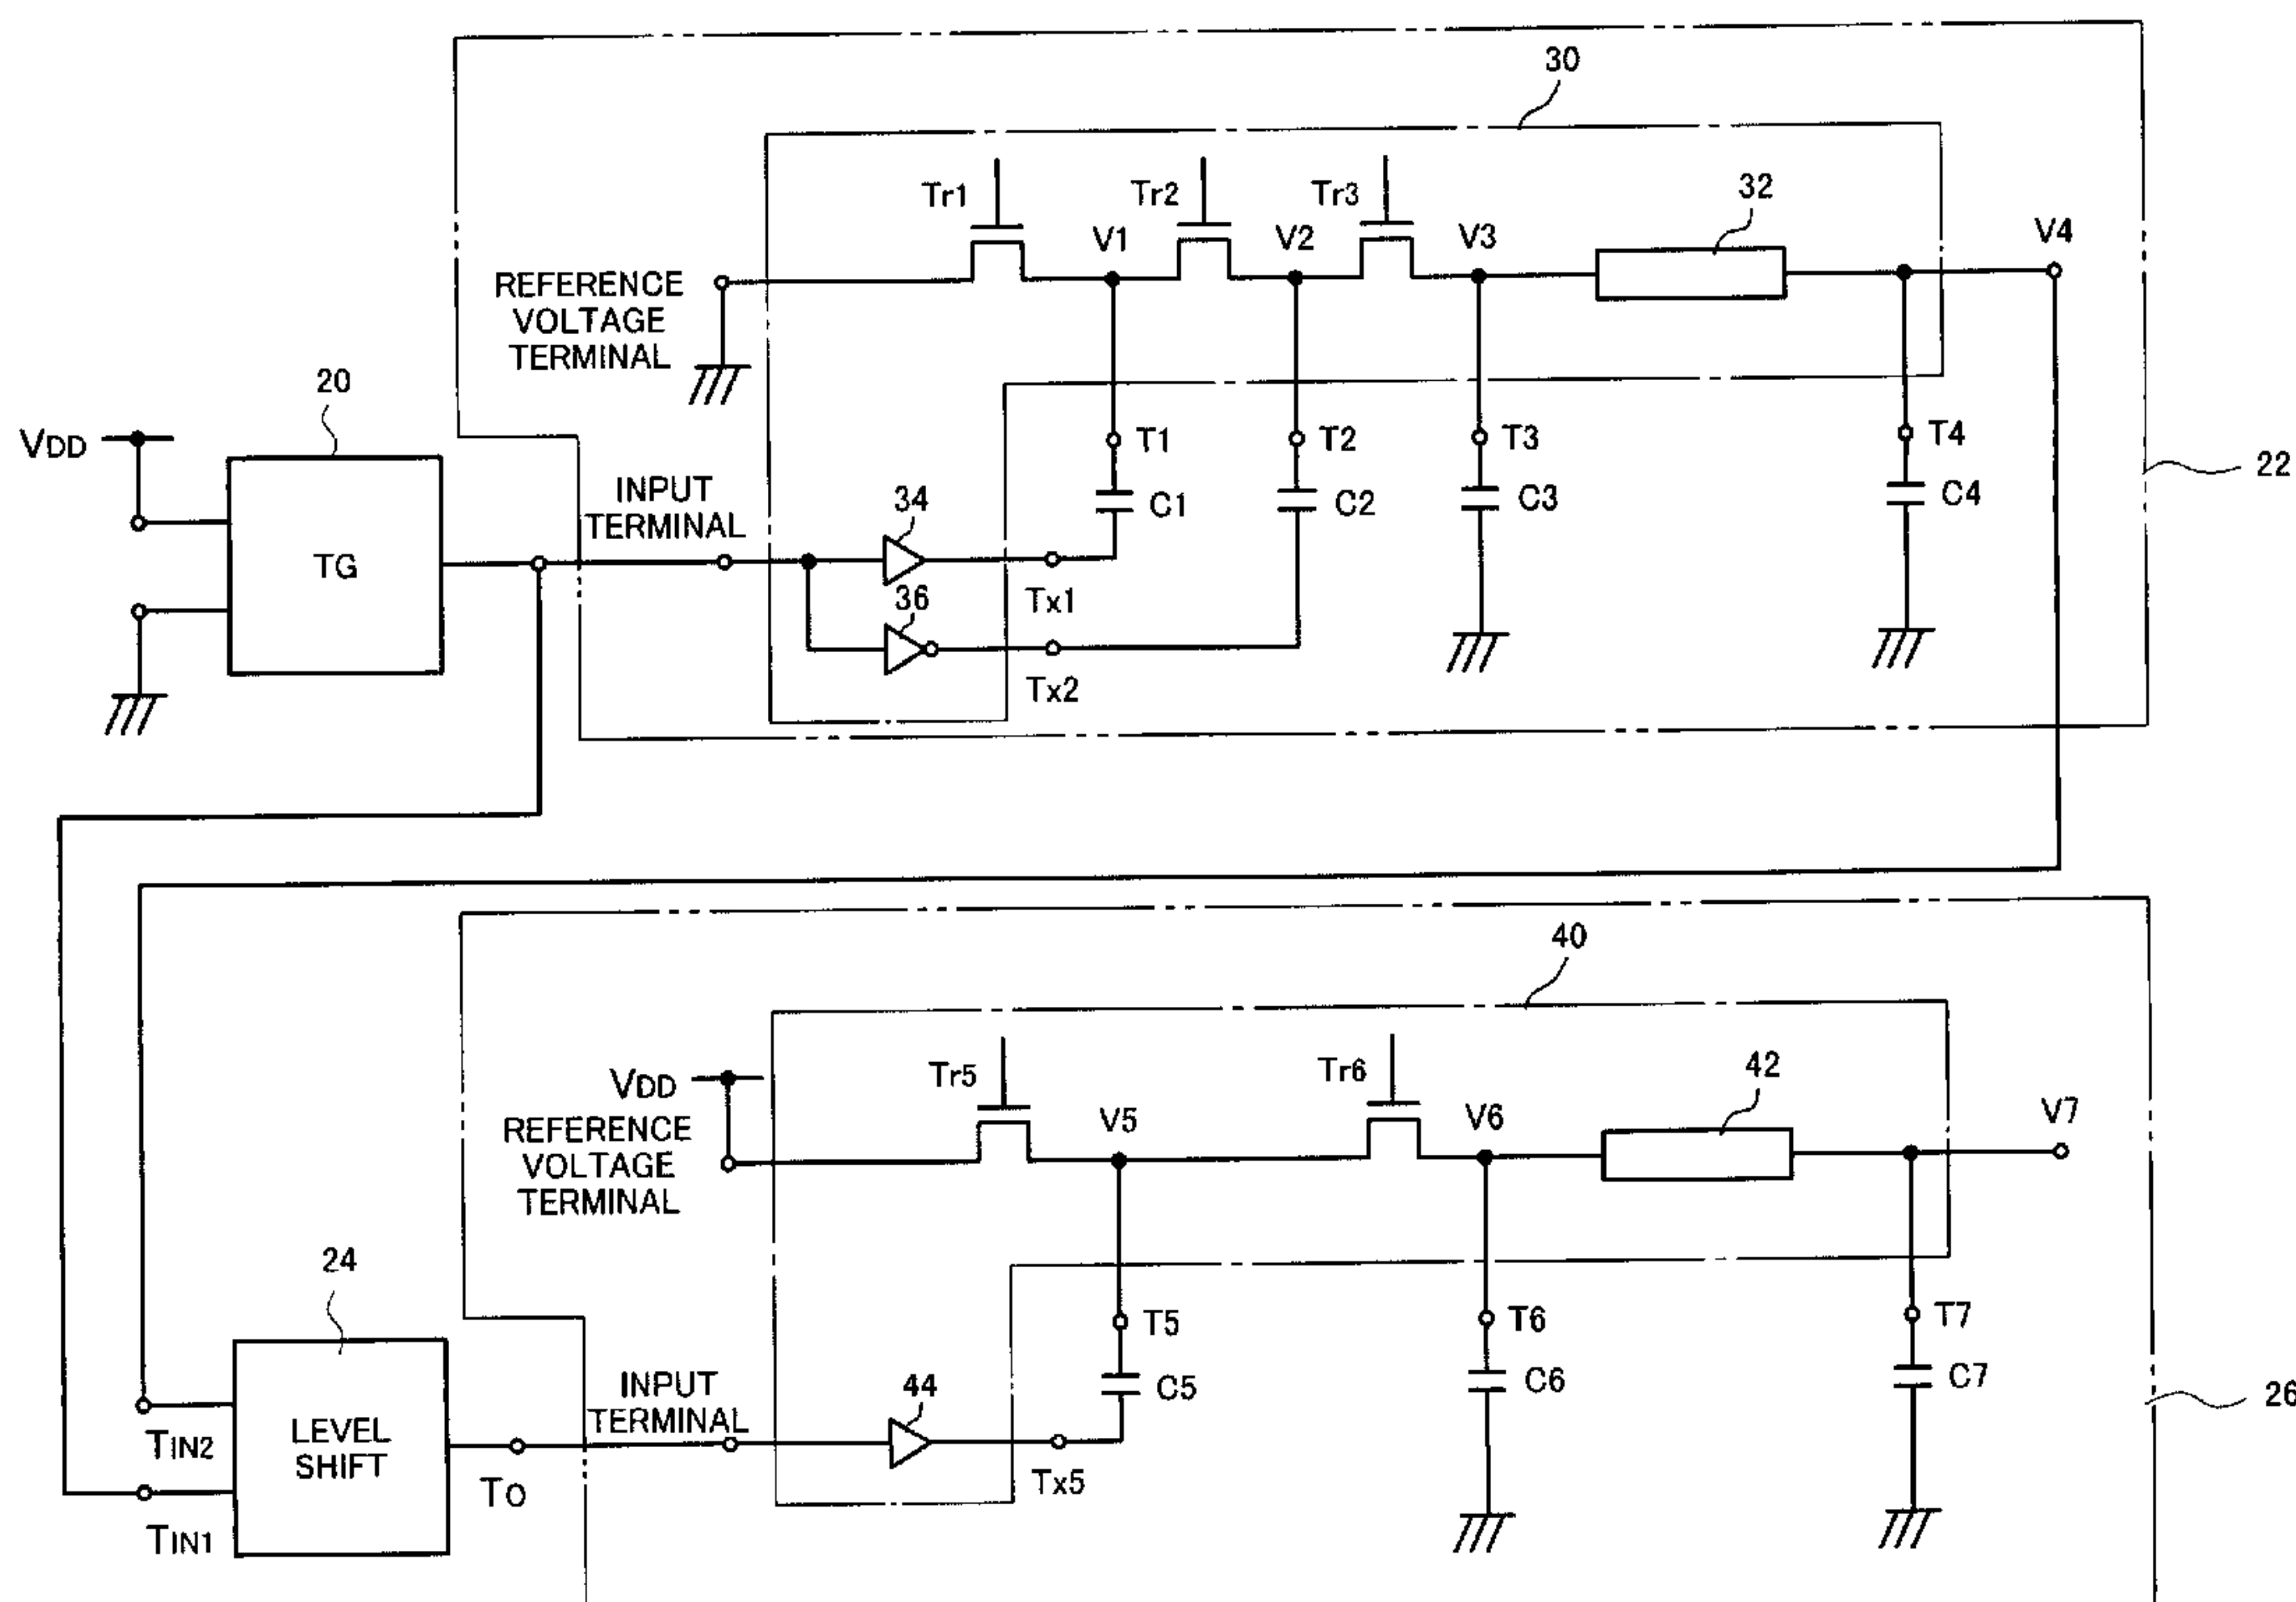 30
Tr1
Tr2
Tr3
32
V1
V2
V3
V4
REFERENCE
VOLTAGE
TERMINAL
20
VDD
TG
INPUT
TERMINAL
34
36
Tx1
Tx2
T1
C1
T2
C2
T3
C3
T4
C4
22
40
VDD
REFERENCE
VOLTAGE
TERMINAL
Tr5
Tr6
42
V5
V6
V7
24
LEVEL
SHIFT
TIN2
TIN1
TO
INPUT
TERMINAL
44
Tx5
T5
C5
T6
C6
T7
C7
26